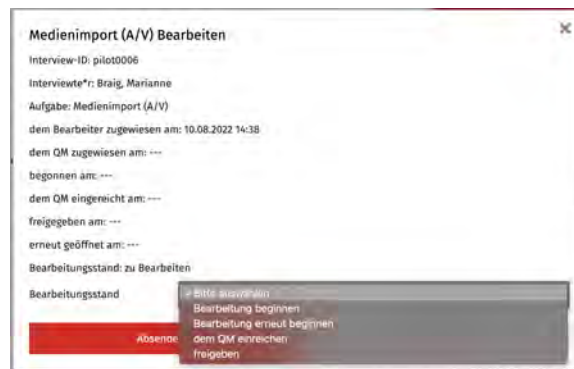 Medienimport (A/V) Bearbeiten
Interview-ID: pilot0006
Interviewte*r: Braig, Marianne
Aufgabe: Medienimport (A/V)
dem Bearbeiter zugewiesen am: 10.08.2022 14:38
dem QM zugewiesen am: ---
begonnen am: ---
dem QM eingereicht am: ---
freigegeben am: ---
erneut geöffnet am: ---
Bearbeitungsstand: zu Bearbeiten
Bearbeitungsstand
Bitte auswählen
Bearbeitung beginnen
Bearbeitung erneut beginnen
Absende dem QM einreichen
freigeben